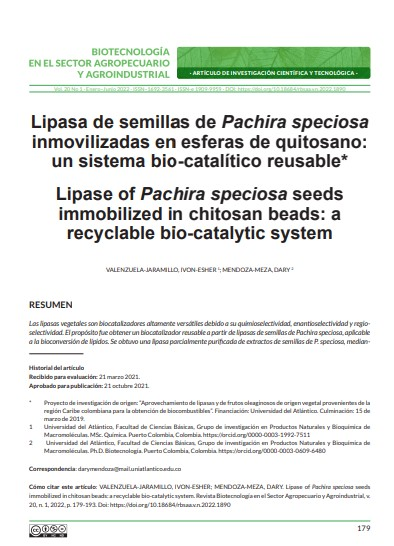 BIOTECNOLOGÍA
EN EL SECTOR AGROPECUARIO
Y AGROINDUSTRIAL
· ARTÍCULO DE INVESTIGACIÓN CIENTÍFICA Y TECNOLÓGICA ·
Vol. 20 No 1 · Enero-Junio 2022 · ISSN-1692-3561 · ISSN-e 1909-9959 · DOI: https://doi.org/10.18684/rbsaa.v.n.2022.1890
Lipasa de semillas de Pachira speciosa
inmovilizadas en esferas de quitosano:
un sistema bio-catalítico reusable*
Lipase of Pachira speciosa seeds
immobilized in chitosan beads: a
recyclable bio-catalytic system
VALENZUELA-JARAMILLO, IVON-ESHER 1; MENDOZA-MEZA, DARY 2
RESUMEN
Las lipasas vegetales son biocatalizadores altamente versátiles debido a su quimioselectividad, enantioselectividad y regio-
selectividad. El propósito fue obtener un biocatalizador reusable a partir de lipasas de semillas de Pachira speciosa, aplicable
a la bioconversión de lípidos. Se obtuvo una lipasa parcialmente purificada de extractos de semillas de P. speciosa, median-
Historial del artículo
Recibido para evaluación: 21 marzo 2021.
Aprobado para publicación: 21 octubre 2021.
* Proyecto de investigación de origen: "Aprovechamiento de lipasas y de frutos oleaginosos de origen vegetal provenientes de la
región Caribe colombiana para la obtención de biocombustibles". Financiación: Universidad del Atlántico. Culminación: 15 de
marzo de 2019.
1 Universidad del Atlántico, Facultad de Ciencias Básicas, Grupo de investigación en Productos Naturales y Bioquímica de
Macromoléculas. MSc. Química. Puerto Colombia, Colombia. https://orcid.org/0000-0003-1992-7511
2 Universidad del Atlántico, Facultad de Ciencias Básicas, Grupo de investigación en Productos Naturales y Bioquímica de
Macromoléculas. Ph.D. Biotecnología. Puerto Colombia, Colombia. https://orcid.org/0000-0003-0609-6480
Correspondencia: darymendoza@mail.uniatlantico.edu.co
Cómo citar este artículo: VALENZUELA-JARAMILLO, IVON-ESHER; MENDOZA-MEZA, DARY. Lipase of Pachira speciosa seeds
immobilized in chitosan beads: a recyclable bio-catalytic system. Revista Biotecnología en el Sector Agropecuario y Agroindustrial, v.
20, n. 1, 2022, p. 179-193. Doi: https://doi.org/10.18684/rbsaa.v.n.2022.1890
179